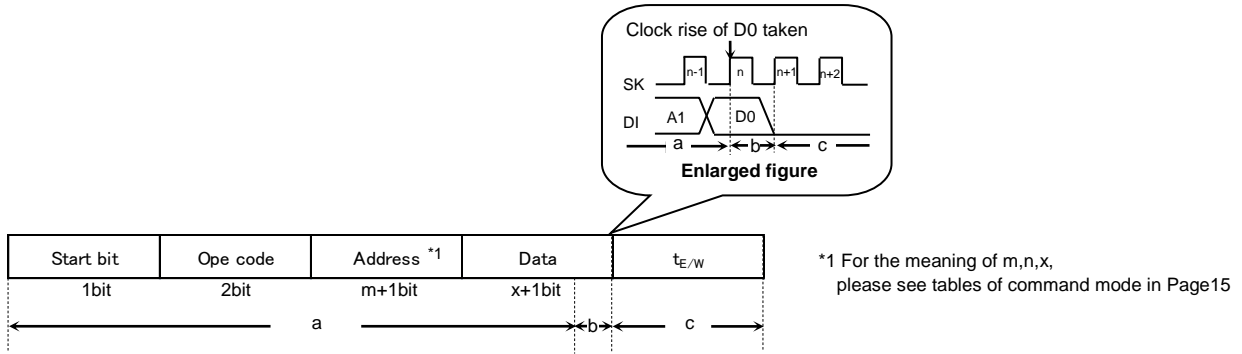 Clock rise of D0 taken
SK n-1 n n+1 n+2
DI A1 D0
a b c
Enlarged figure
Start bit Ope code Address *1 Data tE/W
1bit 2bit m+1bit x+1bit
a b c
*1 For the meaning of m,n,x,
please see tables of command mode in Page15